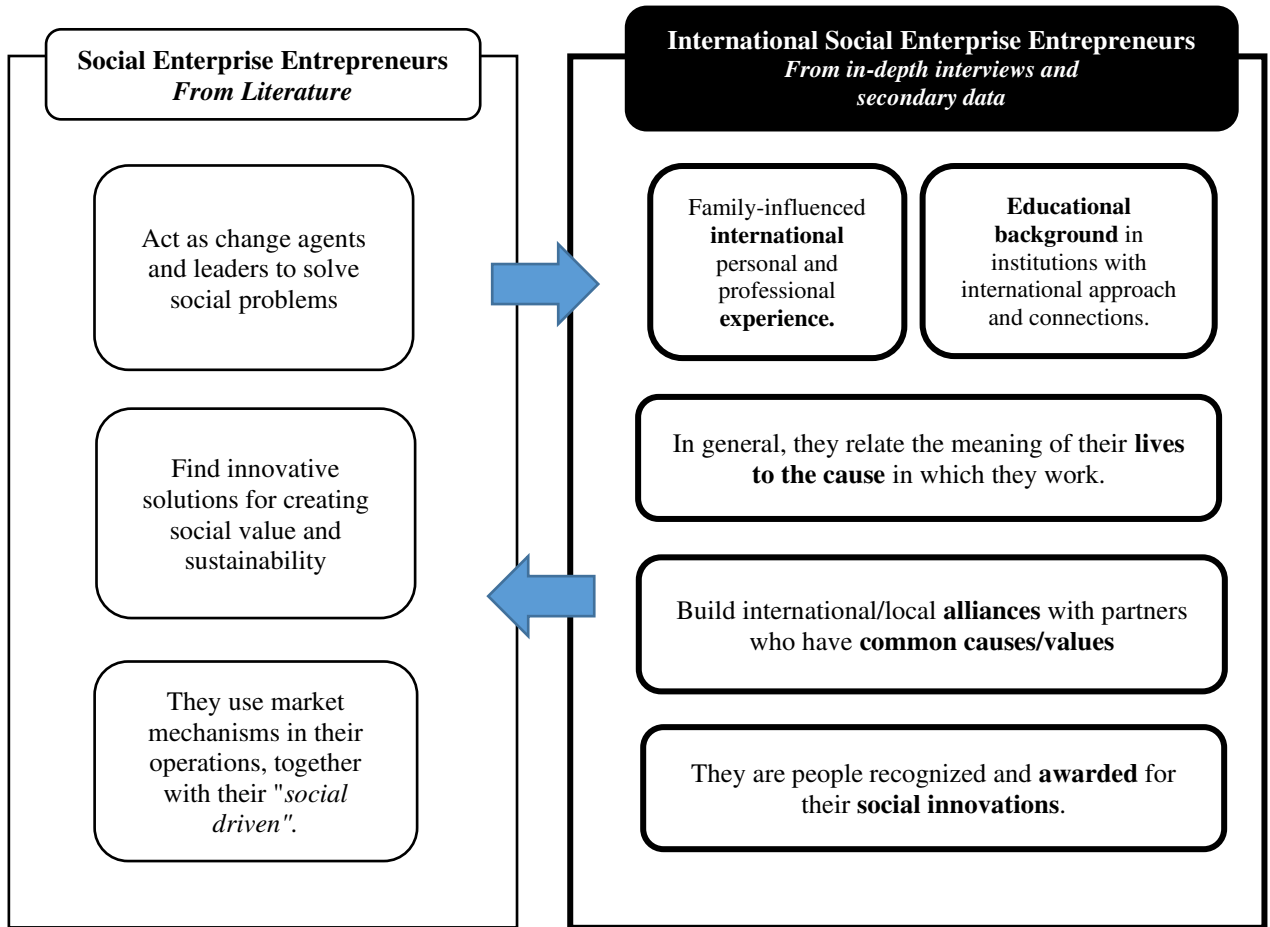 Social Enterprise Entrepreneurs
From Literature
Act as change agents
and leaders to solve
social problems
Find innovative
solutions for creating
social value and
sustainability
They use market
mechanisms in their
operations, together
with their "social
driven".
International Social Enterprise Entrepreneurs
From in-depth interviews and
secondary data
Family-influenced
international
personal and
professional
experience.
Educational
background in
institutions with
international approach
and connections.
In general, they relate the meaning of their lives
to the cause in which they work.
Build international/local alliances with partners
who have common causes/values
They are people recognized and awarded for
their social innovations.